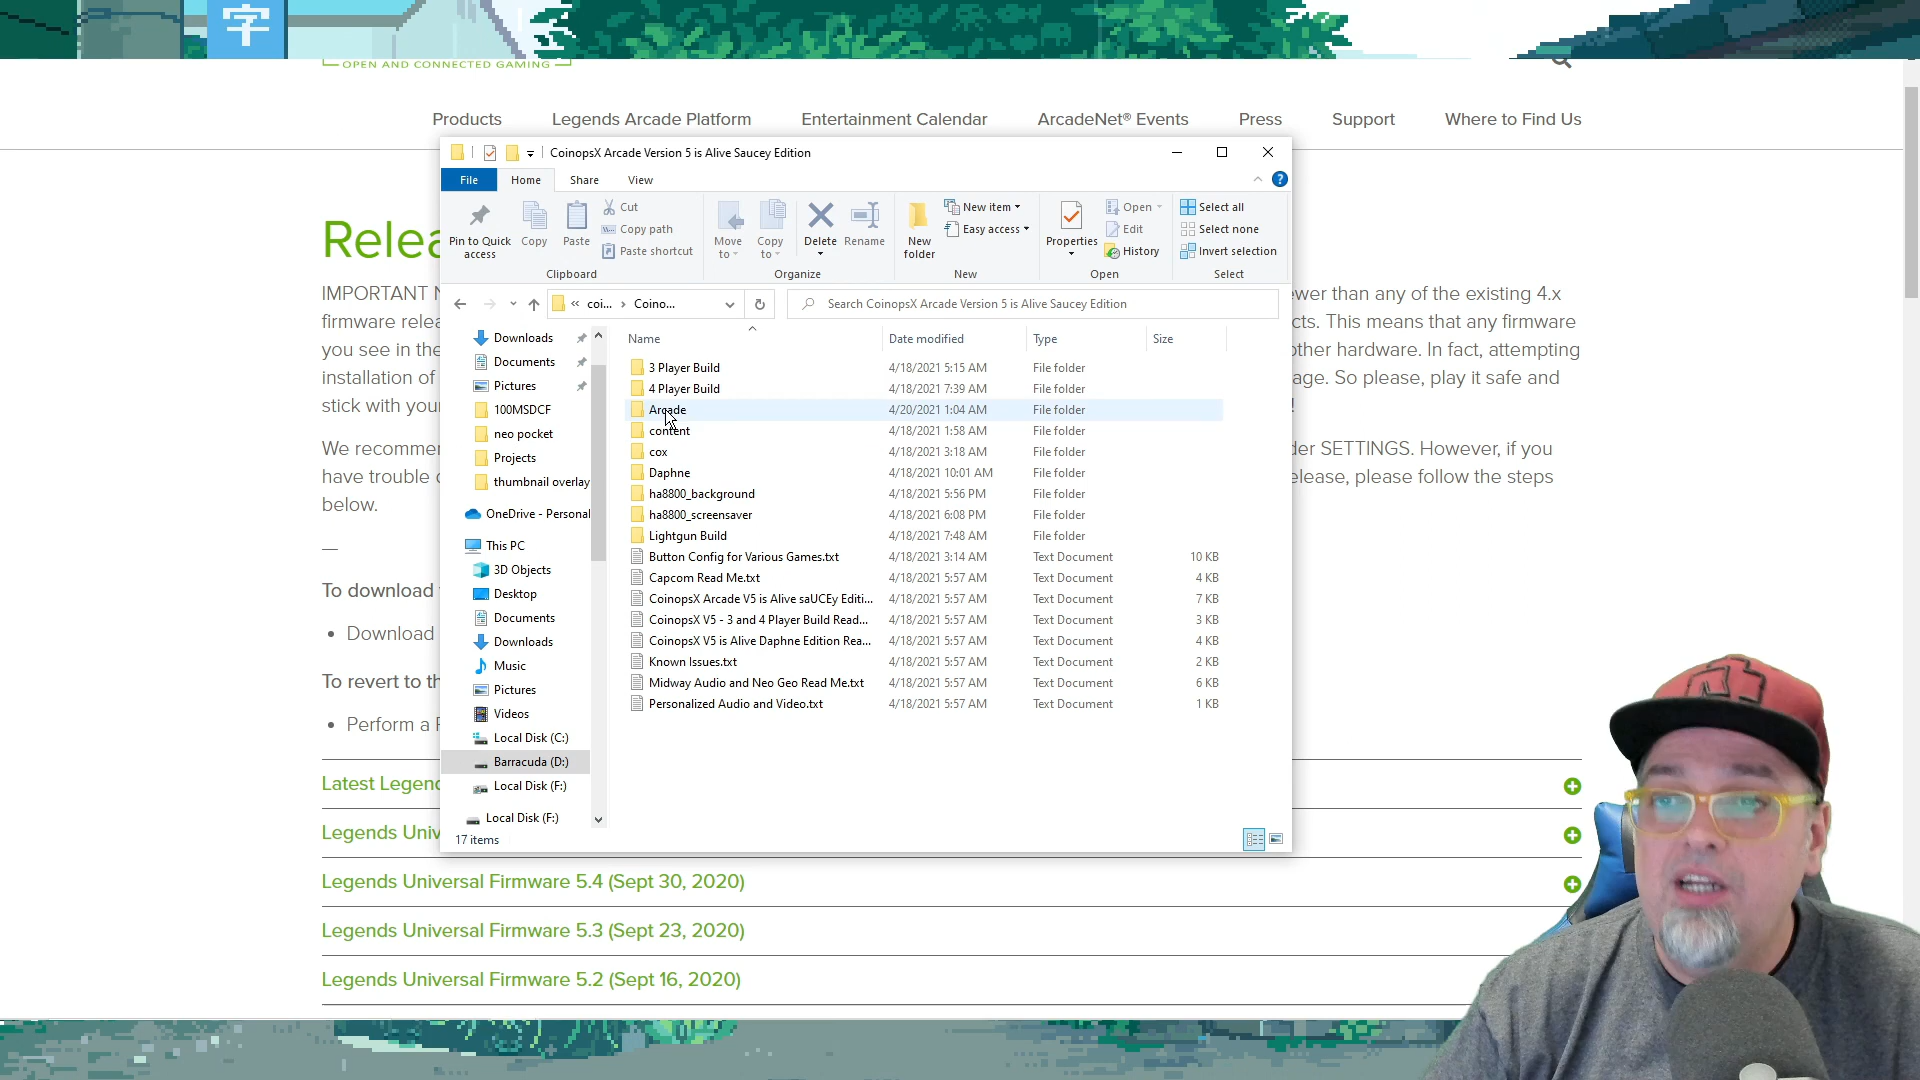 字
OPEN AND CONNECTED GAMING
Products Legends Arcade Platform Entertainment Calendar ArcadeNet® Events Press Support Where to Find Us
CoinopsX Arcade Version 5 is Alive Saucey Edition
File Home Share View
Pin to Quick access
Copy
Paste
Cut
Copy path
Paste shortcut
Clipboard
Move to
Copy to
Delete
Rename
Organize
New folder
New item
Easy access
New
Properties
Open
Edit
History
Open
Select all
Select none
Invert selection
Select
« coi... › Coino...
Search CoinopsX Arcade Version 5 is Alive Saucey Edition
Downloads
Documents
Pictures
100MSDCF
neo pocket
Projects
thumbnail overlay
OneDrive - Personal
This PC
3D Objects
Desktop
Documents
Downloads
Music
Pictures
Videos
Local Disk (C:)
Barracuda (D:)
Local Disk (F:)
Local Disk (F:)
Name Date modified Type Size
3 Player Build 4/18/2021 5:15 AM File folder
4 Player Build 4/18/2021 7:39 AM File folder
Arcade 4/20/2021 1:04 AM File folder
content 4/18/2021 1:58 AM File folder
cox 4/18/2021 3:18 AM File folder
Daphne 4/18/2021 10:01 AM File folder
ha8800_background 4/18/2021 5:56 PM File folder
ha8800_screensaver 4/18/2021 6:08 PM File folder
Lightgun Build 4/18/2021 7:48 AM File folder
Button Config for Various Games.txt 4/18/2021 3:14 AM Text Document 10 KB
Capcom Read Me.txt 4/18/2021 5:57 AM Text Document 4 KB
CoinopsX Arcade V5 is Alive saUCEy Editi... 4/18/2021 5:57 AM Text Document 7 KB
CoinopsX V5 - 3 and 4 Player Build Read... 4/18/2021 5:57 AM Text Document 3 KB
CoinopsX V5 is Alive Daphne Edition Rea... 4/18/2021 5:57 AM Text Document 4 KB
Known Issues.txt 4/18/2021 5:57 AM Text Document 2 KB
Midway Audio and Neo Geo Read Me.txt 4/18/2021 5:57 AM Text Document 6 KB
Personalized Audio and Video.txt 4/18/2021 5:57 AM Text Document 1 KB
17 items
Relea
IMPORTANT N
ewer than any of the existing 4.x
firmware relea
cts. This means that any firmware
you see in the
other hardware. In fact, attempting
installation of
age. So please, play it safe and
stick with your
!
We recommer
der SETTINGS. However, if you
have trouble
elease, please follow the steps
below.
—
To download
• Download
To revert to th
• Perform a F
Latest Legen
Legends Univ
Legends Universal Firmware 5.4 (Sept 30, 2020)
Legends Universal Firmware 5.3 (Sept 23, 2020)
Legends Universal Firmware 5.2 (Sept 16, 2020)